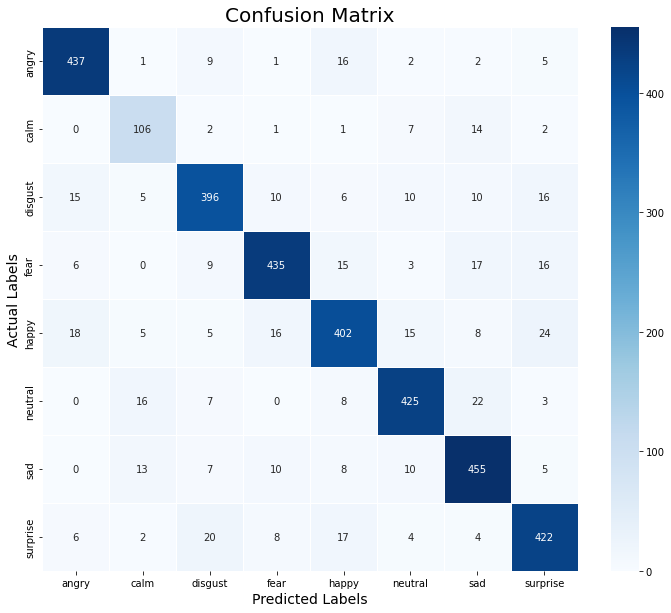 Confusion Matrix
Actual Labels
angry 437 1 9 1 16 2 2 5
calm 0 106 2 1 1 7 14 2
disgust 15 5 396 10 6 10 10 16
fear 6 0 9 435 15 3 17 16
happy 18 5 5 16 402 15 8 24
neutral 0 16 7 0 8 425 22 3
sad 0 13 7 10 8 10 455 5
surprise 6 2 20 8 17 4 4 422
angry calm disgust fear happy neutral sad surprise
Predicted Labels
400
300
200
100
0